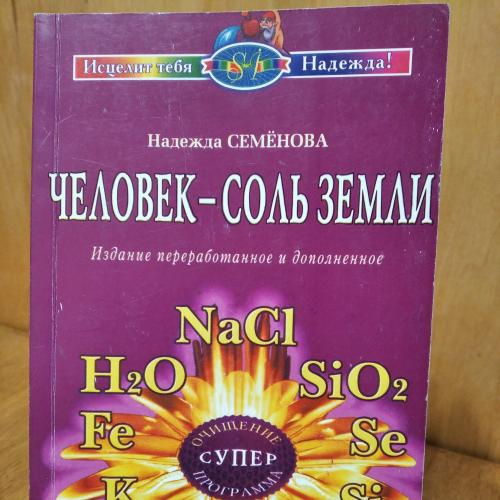 Исцелит тебя Надежда!
Надежда СЕМЁНОВА
ЧЕЛОВЕК – СОЛЬ ЗЕМЛИ
Издание переработанное и дополненное
NaCl
H₂O SiO₂
Fe Se
ОЧИЩЕНИЕ
СУПЕР
ПРОГРАММА
K Si